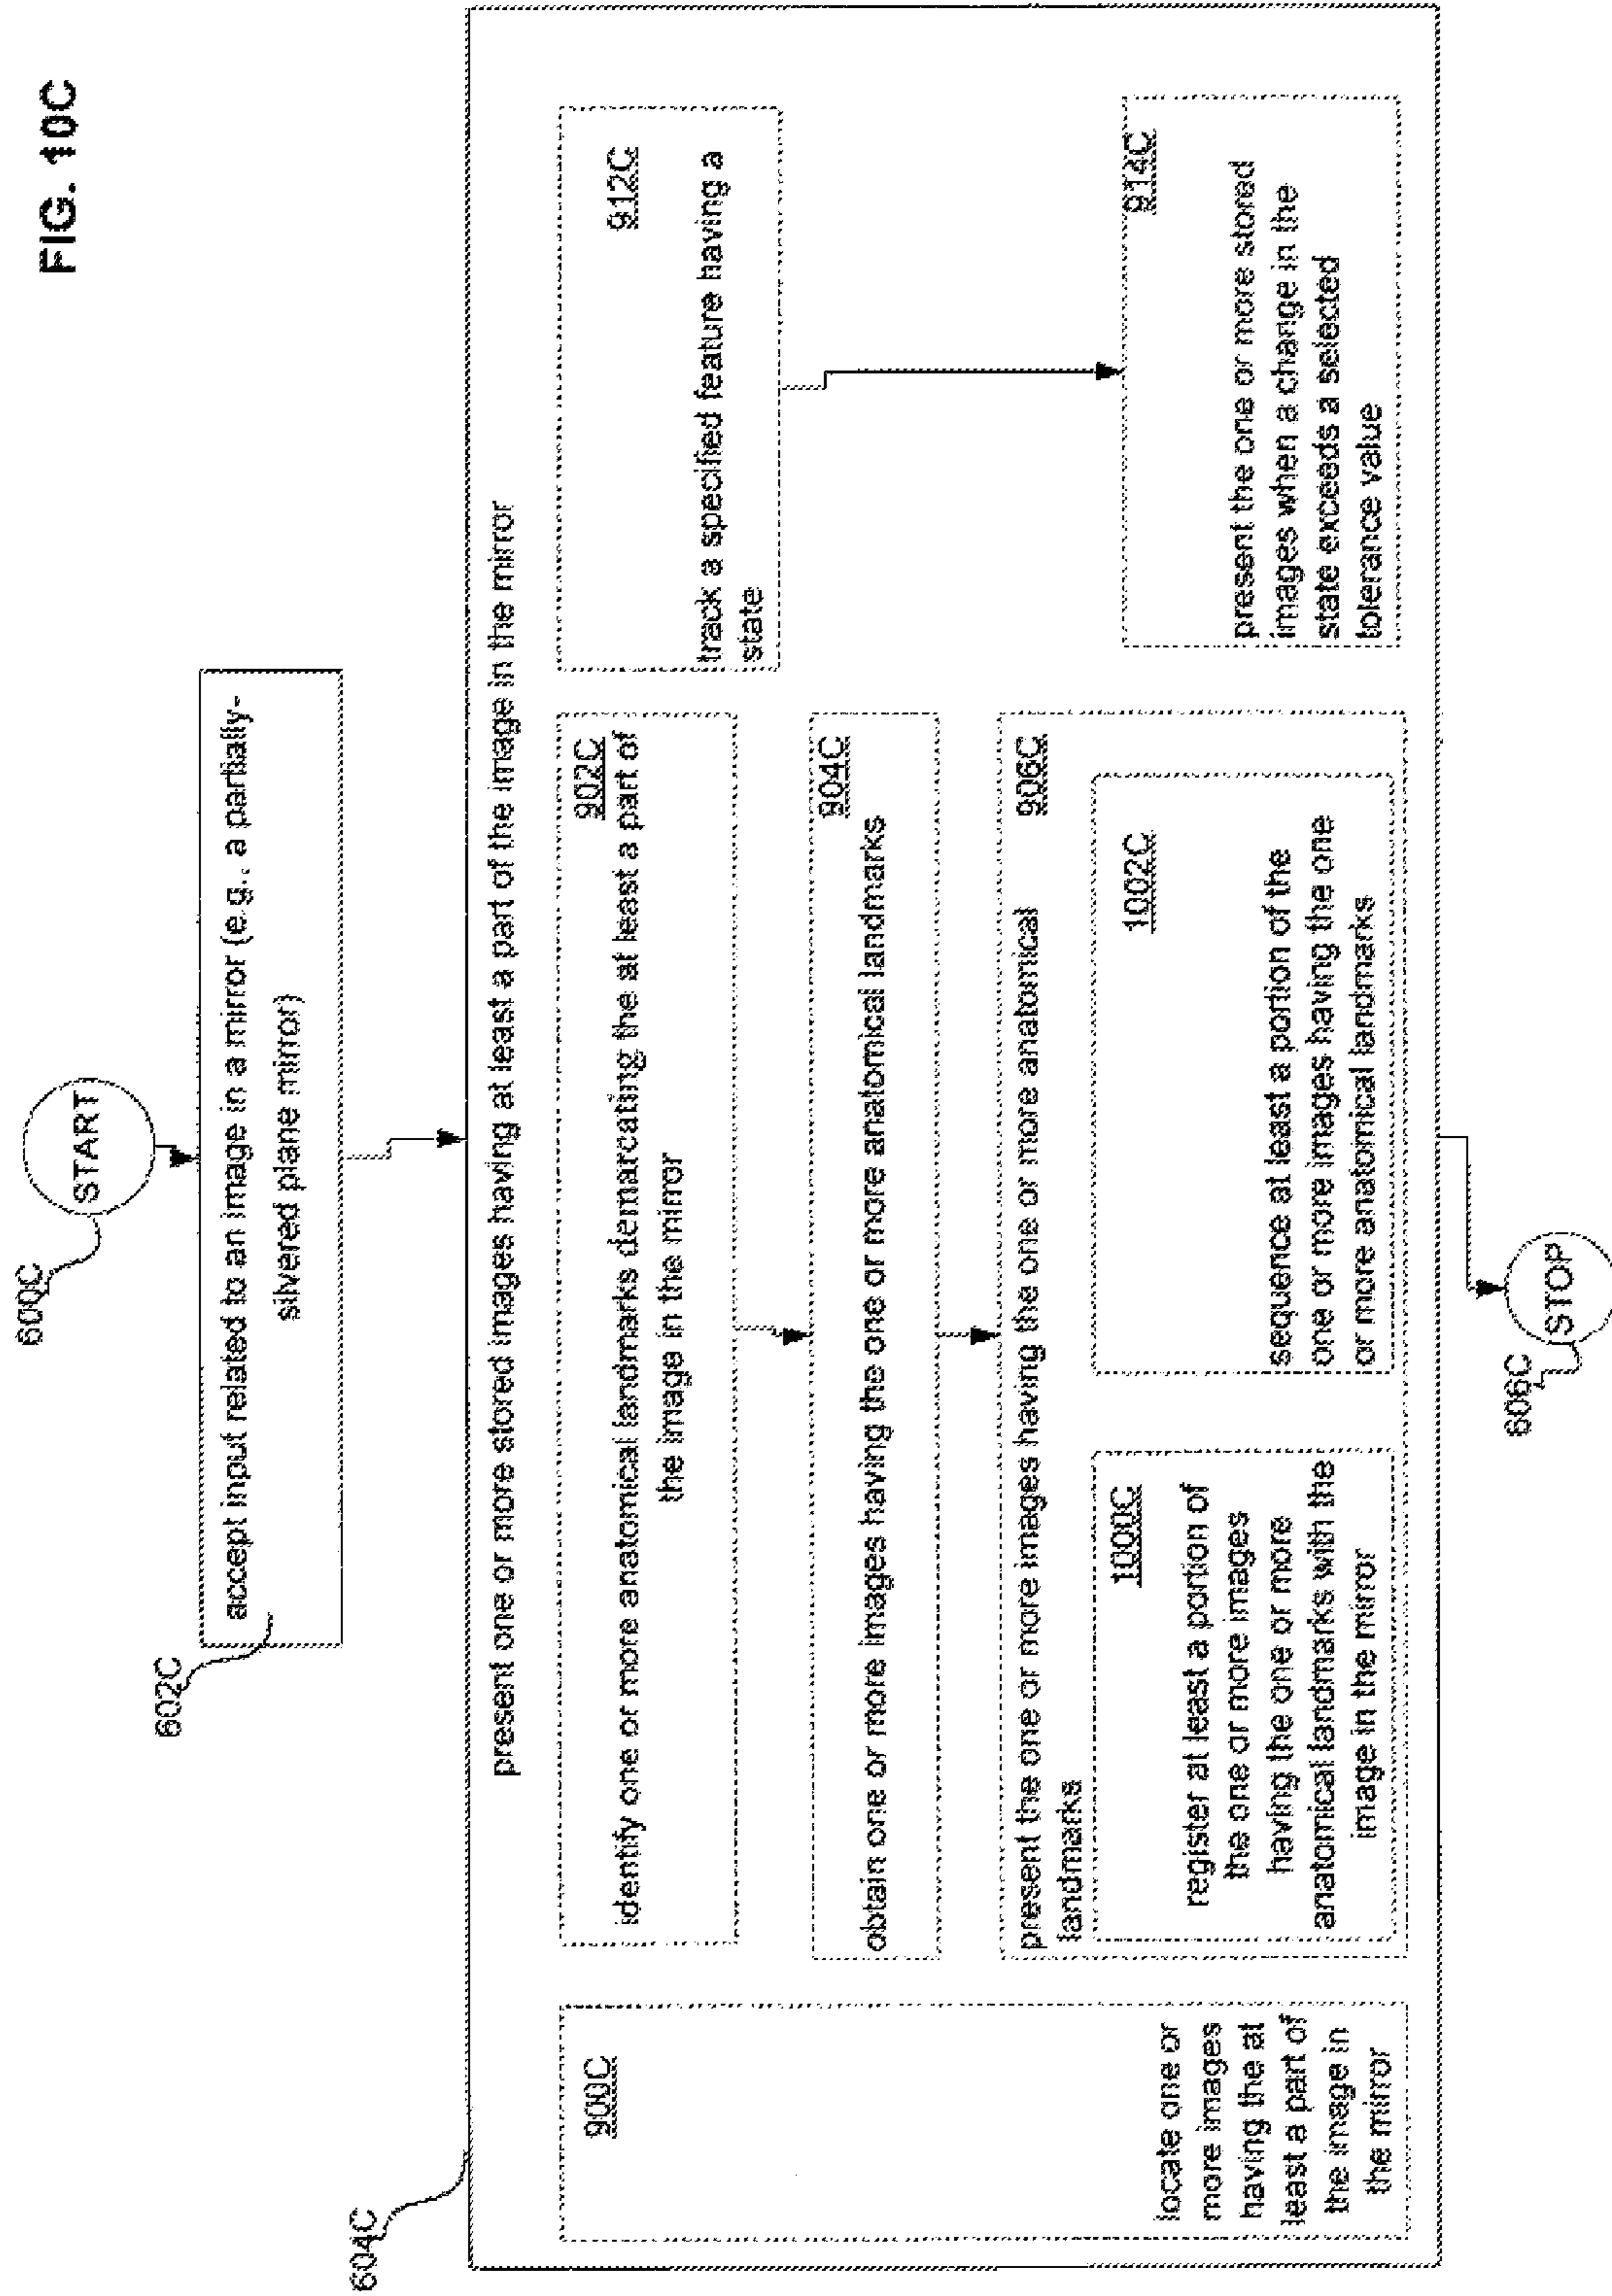 FIG. 10C
600C
START
602C
accept input related to an image in a mirror (e.g., a partially-
silvered plane mirror)
604C
present one or more stored images having at least a part of the image in the mirror
900C
locate one or
more images
having the at
least a part of
the image in
the mirror
902C
identify one or more anatomical landmarks demarcating the at least a part of
the image in the mirror
904C
obtain one or more images having the one or more anatomical landmarks
906C
present the one or more images having the one or more anatomical
landmarks
1000C
register at least a portion of
the one or more images
having the one or more
anatomical landmarks with the
image in the mirror
1002C
sequence at least a portion of the
one or more images having the one
or more anatomical landmarks
912C
track a specified feature having a
state
914C
present the one or more stored
images when a change in the
state exceeds a selected
tolerance value
606C
STOP